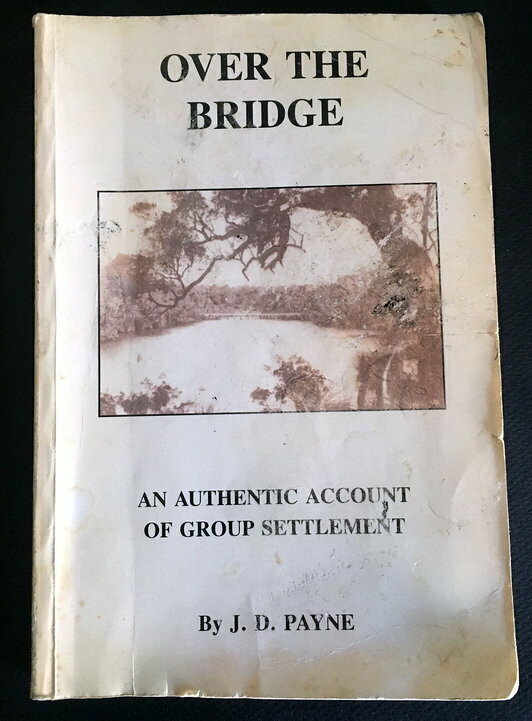 OVER THE
BRIDGE
AN AUTHENTIC ACCOUNT
OF GROUP SETTLEMENT
By J. D. PAYNE